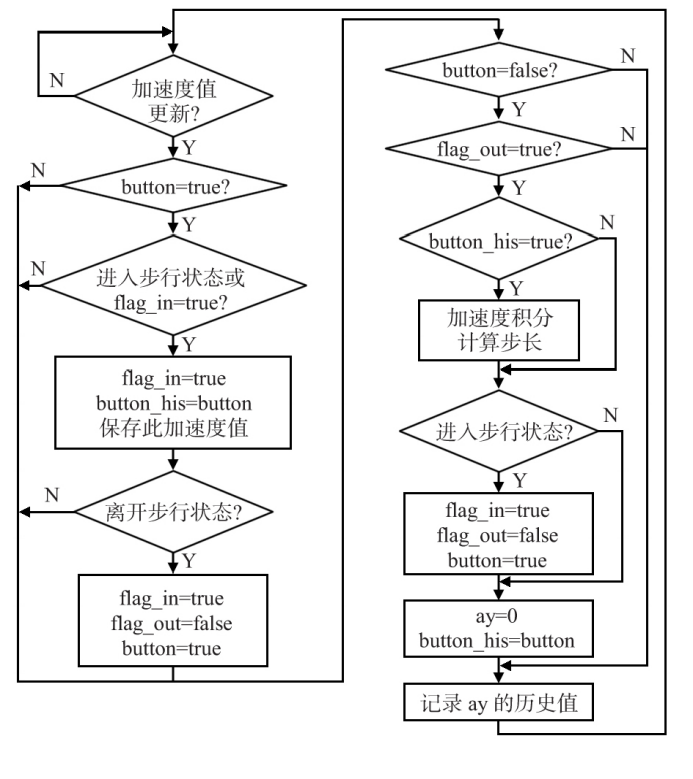 N
加速度值
更新?
Y
N
button=true?
Y
N
进入步行状态或
flag_in=true?
Y
flag_in=true
button_his=button
保存此加速度值
N
离开步行状态?
Y
flag_in=true
flag_out=false
button=true
button=false?
N
Y
flag_out=true?
N
Y
button_his=true?
N
Y
加速度积分
计算步长
进入步行状态?
N
Y
flag_in=true
flag_out=false
button=true
ay=0
button_his=button
记录 ay 的历史值